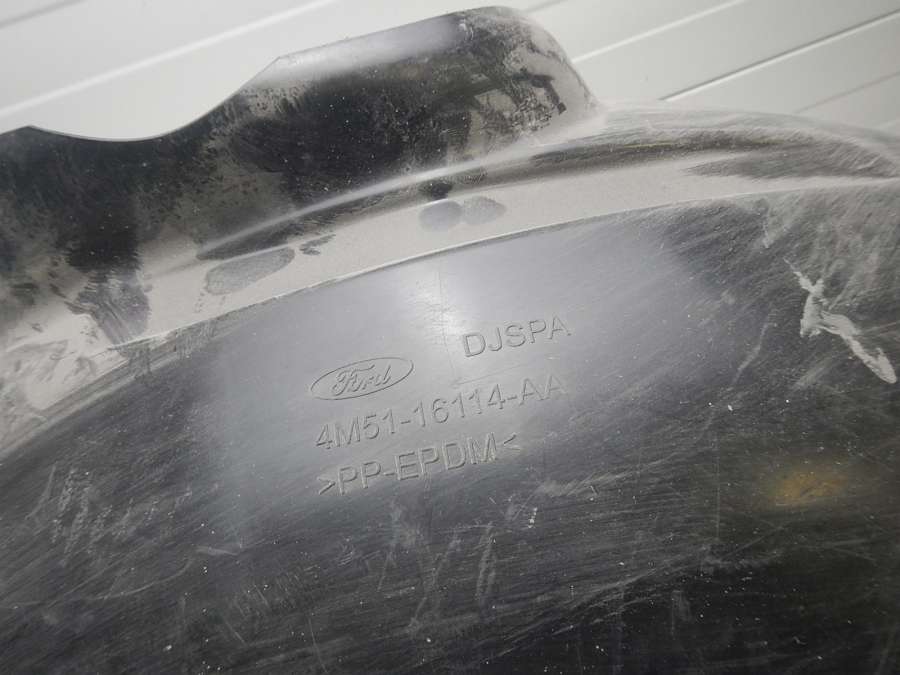 DJSPA
Ford
4M51-16114-AA
>PP-EPDM<